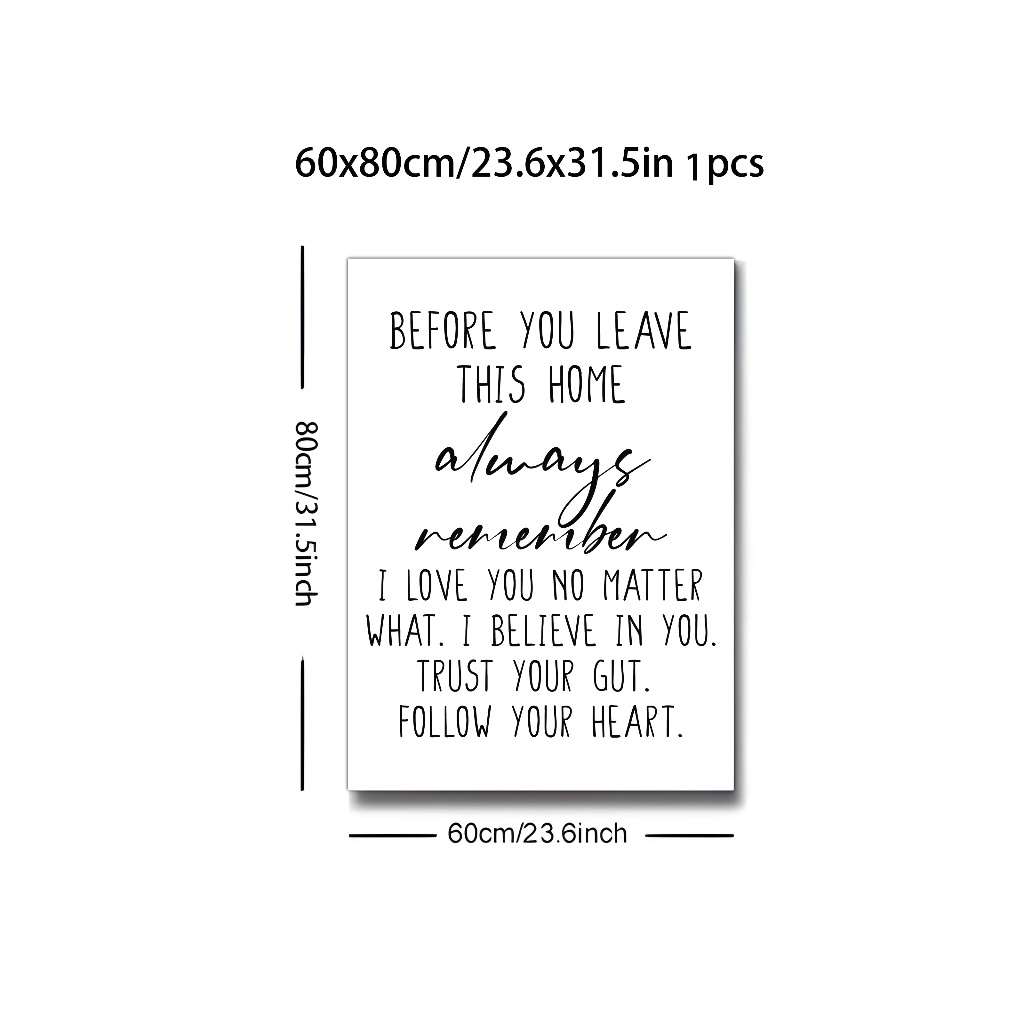 60x80cm/23.6x31.5in 1pcs
BEFORE YOU LEAVE
THIS HOME
always
remember
I LOVE YOU NO MATTER
WHAT. I BELIEVE IN YOU.
TRUST YOUR GUT.
FOLLOW YOUR HEART.
80cm/31.5inch
60cm/23.6inch